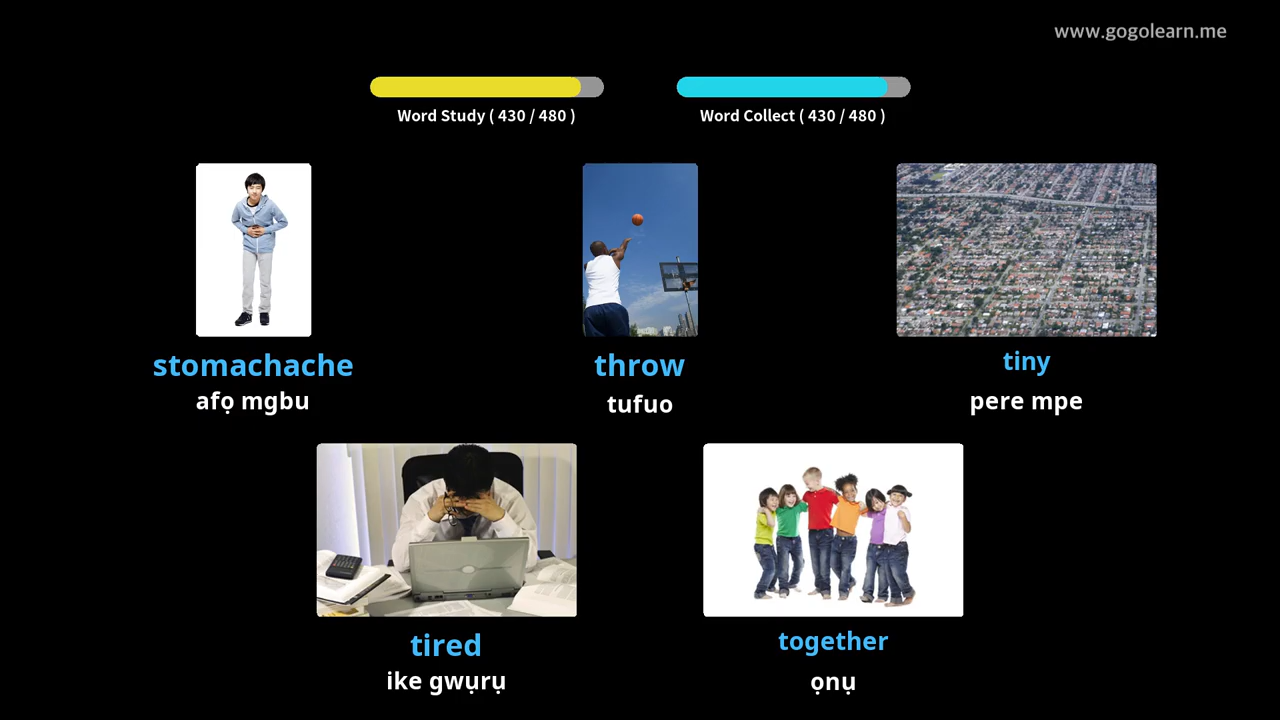 www.gogolearn.me
Word Study ( 430 / 480 )
Word Collect ( 430 / 480 )
stomachache
afọ mgbu
throw
tufuo
tiny
pere mpe
tired
ike gwụrụ
together
ọnụ